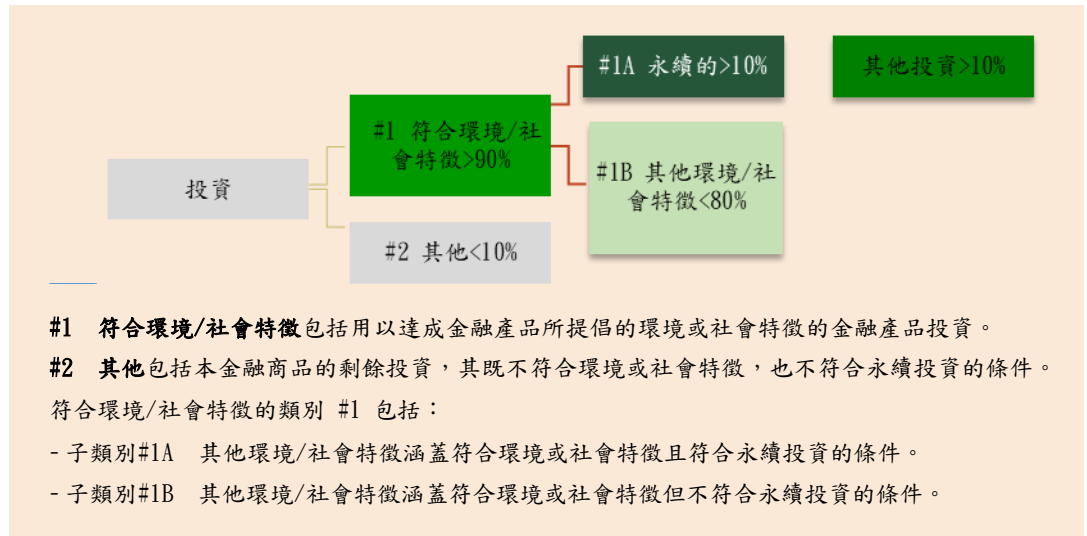 #1A 永續的>10%
其他投資>10%
#1 符合環境/社
會特徵>90%
投資
#1B 其他環境/社
會特徵<80%
#2 其他<10%
#1 符合環境/社會特徵包括用以達成金融產品所提倡的環境或社會特徵的金融產品投資。
#2 其他包括本金融商品的剩餘投資，其既不符合環境或社會特徵，也不符合永續投資的條件。
符合環境/社會特徵的類別 #1 包括：
- 子類別#1A 其他環境/社會特徵涵蓋符合環境或社會特徵且符合永續投資的條件。
- 子類別#1B 其他環境/社會特徵涵蓋符合環境或社會特徵但不符合永續投資的條件。